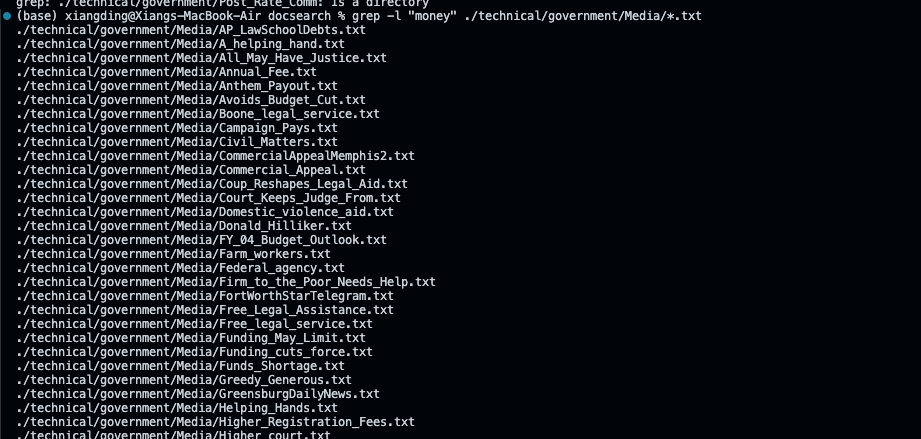 grep: ./technical/government/Post_Rate_Comm: Is a directory
(base) xiangding@Xiangs-MacBook-Air docsearch % grep -l "money" ./technical/government/Media/*.txt
./technical/government/Media/AP_LawSchoolDebts.txt
./technical/government/Media/A_helping_hand.txt
./technical/government/Media/All_May_Have_Justice.txt
./technical/government/Media/Annual_Fee.txt
./technical/government/Media/Anthem_Payout.txt
./technical/government/Media/Avoids_Budget_Cut.txt
./technical/government/Media/Boone_legal_service.txt
./technical/government/Media/Campaign_Pays.txt
./technical/government/Media/Civil_Matters.txt
./technical/government/Media/CommercialAppealMemphis2.txt
./technical/government/Media/Commercial_Appeal.txt
./technical/government/Media/Coup_Reshapes_Legal_Aid.txt
./technical/government/Media/Court_Keeps_Judge_From.txt
./technical/government/Media/Domestic_violence_aid.txt
./technical/government/Media/Donald_Hilliker.txt
./technical/government/Media/FY_04_Budget_Outlook.txt
./technical/government/Media/Farm_workers.txt
./technical/government/Media/Federal_agency.txt
./technical/government/Media/Firm_to_the_Poor_Needs_Help.txt
./technical/government/Media/FortWorthStarTelegram.txt
./technical/government/Media/Free_Legal_Assistance.txt
./technical/government/Media/Free_legal_service.txt
./technical/government/Media/Funding_May_Limit.txt
./technical/government/Media/Funding_cuts_force.txt
./technical/government/Media/Funds_Shortage.txt
./technical/government/Media/Greedy_Generous.txt
./technical/government/Media/GreensburgDailyNews.txt
./technical/government/Media/Helping_Hands.txt
./technical/government/Media/Higher_Registration_Fees.txt
./technical/government/Media/Higher_court.txt